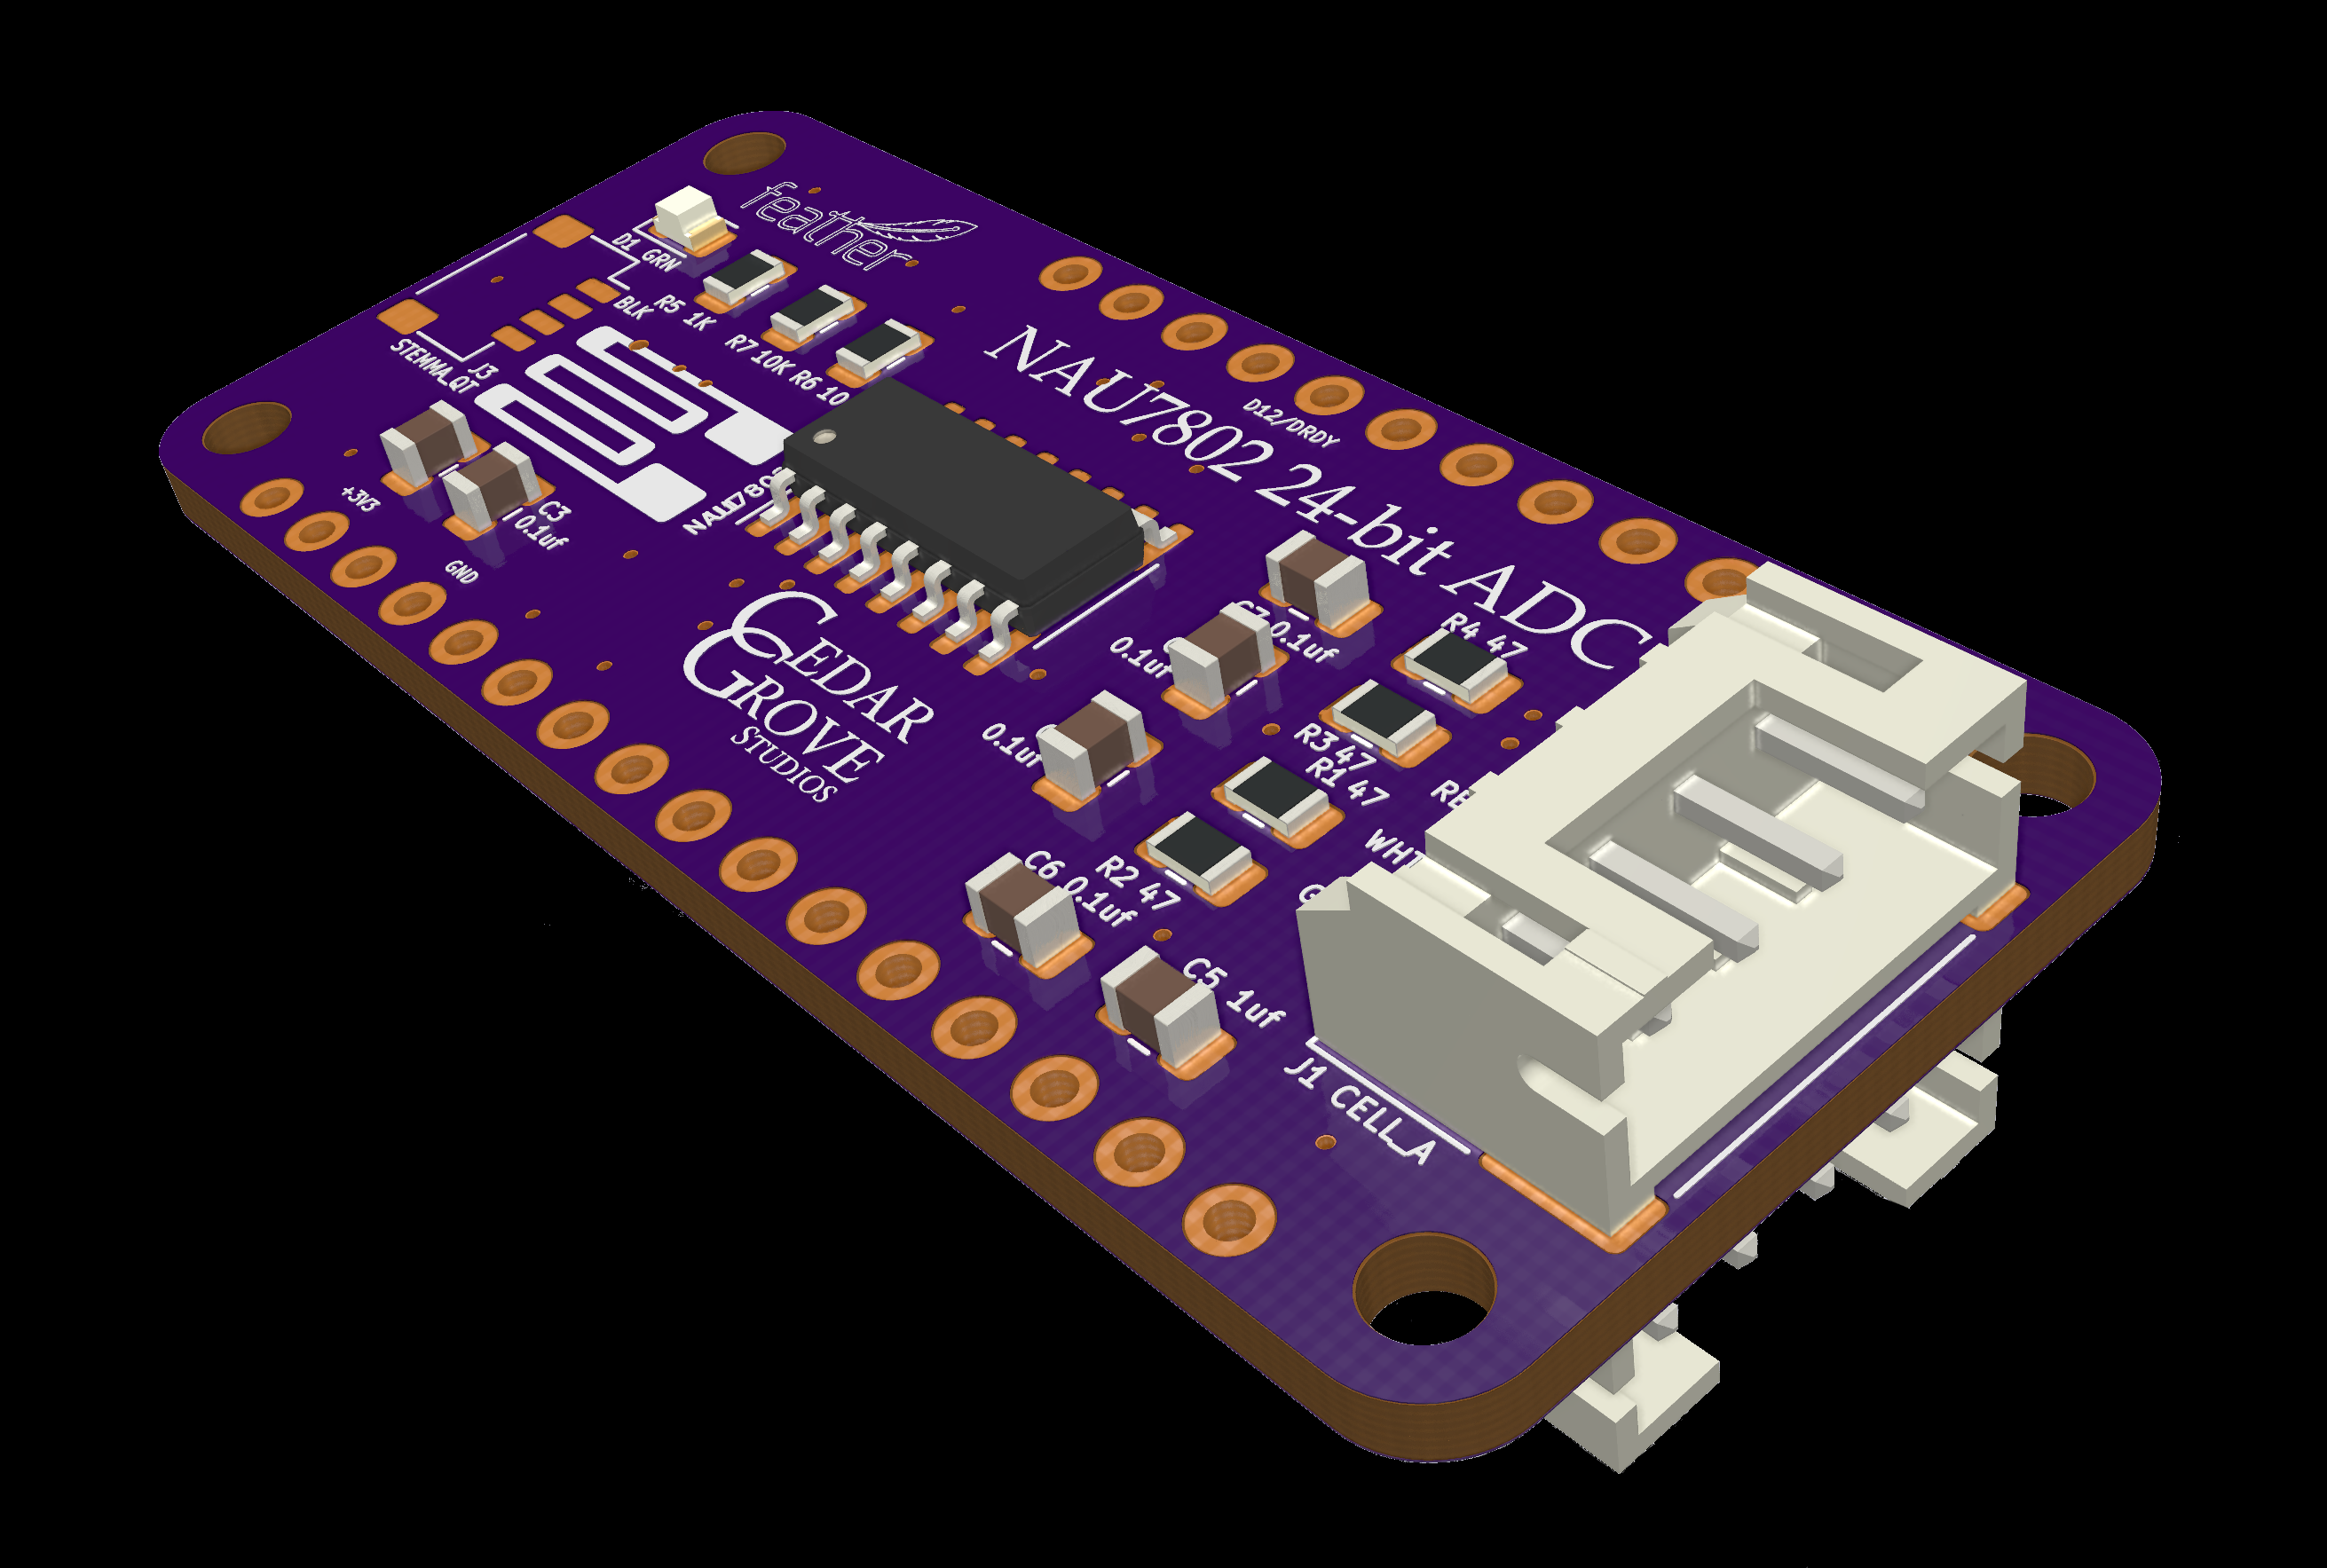 feather
D1 GRN
BLK
R5 1K
R7 10K
R6 10
J3
STEMMA_QT
NAU7802 24-bit ADC
D12/DRDY
+3V3
C3
0.1uf
GND
CEDAR
GROVE
STUDIOS
0.1uf
0.1uf
0.1uf
R4 47
R3 47
R1 47
R2 47
C6 0.1uf
C5 1uf
J1 CELL_A